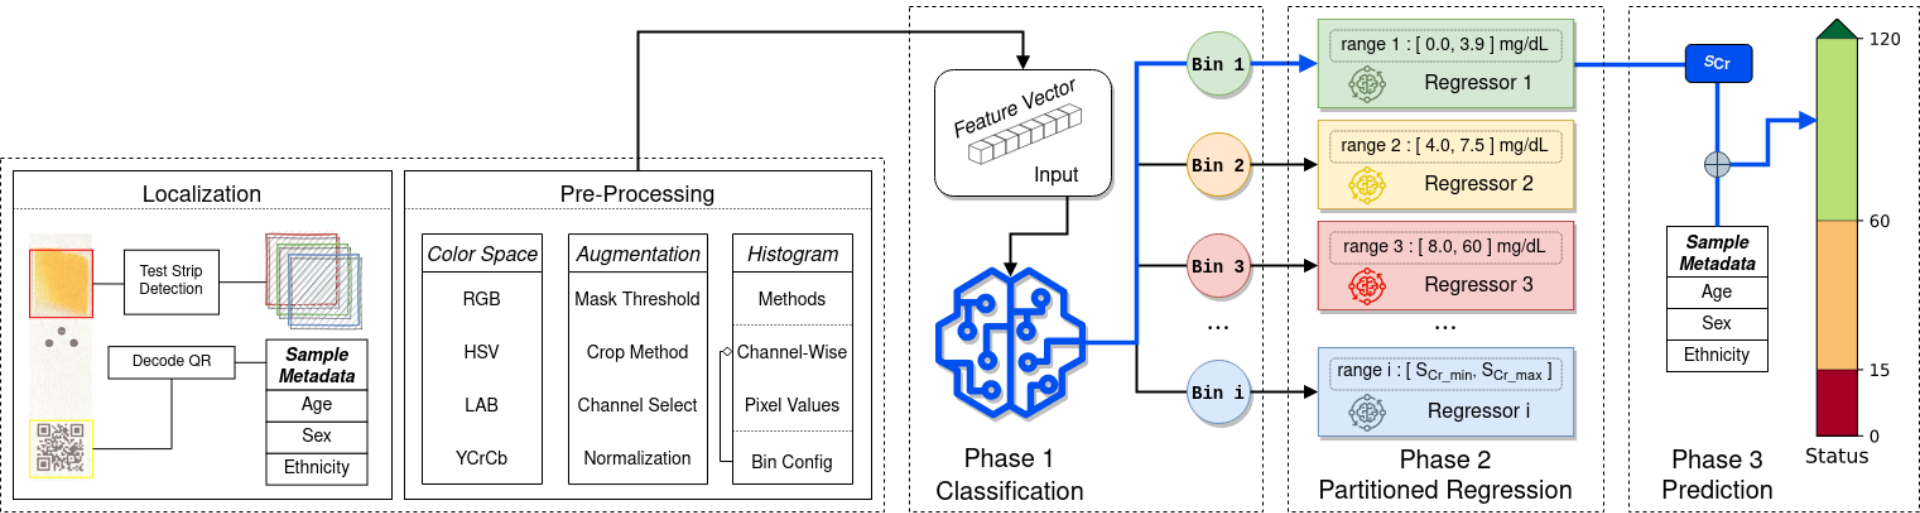 Localization
Test Strip
Detection
Decode QR
Sample
Metadata
Age
Sex
Ethnicity
Pre-Processing
Color Space
RGB
HSV
LAB
YCrCb
Augmentation
Mask Threshold
Crop Method
Channel Select
Normalization
Histogram
Methods
Channel-Wise
Pixel Values
Bin Config
Feature Vector
Input
Phase 1
Classification
Bin 1
Bin 2
Bin 3
...
Bin i
range 1 : [ 0.0, 3.9 ] mg/dL
Regressor 1
range 2 : [ 4.0, 7.5 ] mg/dL
Regressor 2
range 3 : [ 8.0, 60 ] mg/dL
Regressor 3
...
range i : [ SCr_min, SCr_max ]
Regressor i
Phase 2
Partitioned Regression
SCr
Sample
Metadata
Age
Sex
Ethnicity
Phase 3
Prediction
120
60
15
0
Status